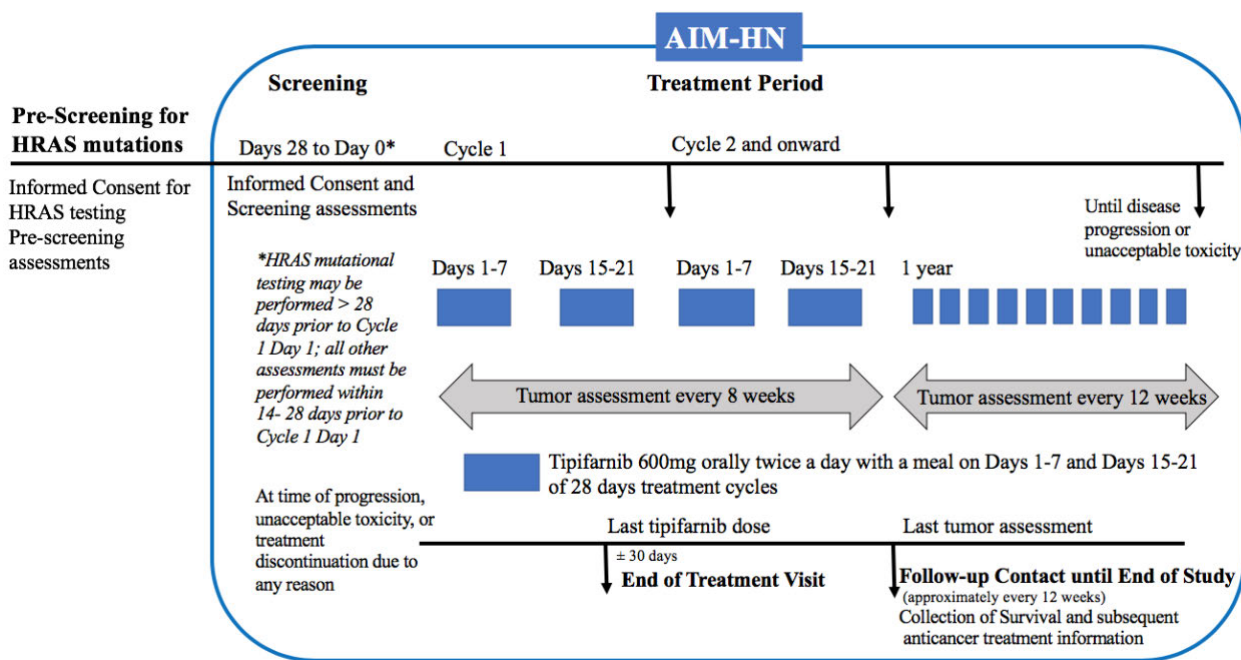 AIM-HN
Screening
Treatment Period
Pre-Screening for
HRAS mutations
Days 28 to Day 0*
Cycle 1
Cycle 2 and onward
Informed Consent for
HRAS testing
Pre-screening
assessments
Informed Consent and
Screening assessments
Until disease
progression or
unacceptable toxicity
*HRAS mutational
testing may be
performed > 28
days prior to Cycle
1 Day 1; all other
assessments must be
performed within
14- 28 days prior to
Cycle 1 Day 1
Days 1-7
Days 15-21
Days 1-7
Days 15-21
1 year
Tumor assessment every 8 weeks
Tumor assessment every 12 weeks
Tipifarnib 600mg orally twice a day with a meal on Days 1-7 and Days 15-21
of 28 days treatment cycles
At time of progression,
unacceptable toxicity, or
treatment
discontinuation due to
any reason
Last tipifarnib dose
± 30 days
End of Treatment Visit
Last tumor assessment
Follow-up Contact until End of Study
(approximately every 12 weeks)
Collection of Survival and subsequent
anticancer treatment information